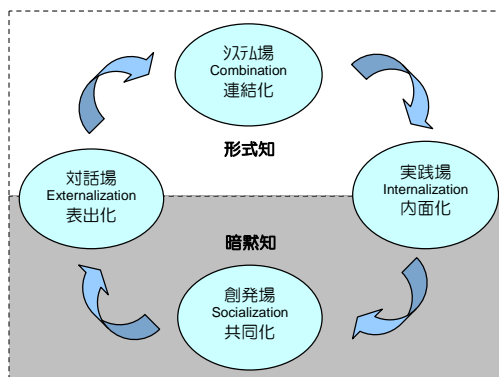 ｼｽﾃﾑ場
Combination
連結化
形式知
対話場
Externalization
表出化
実践場
Internalization
内面化
暗黙知
創発場
Socialization
共同化